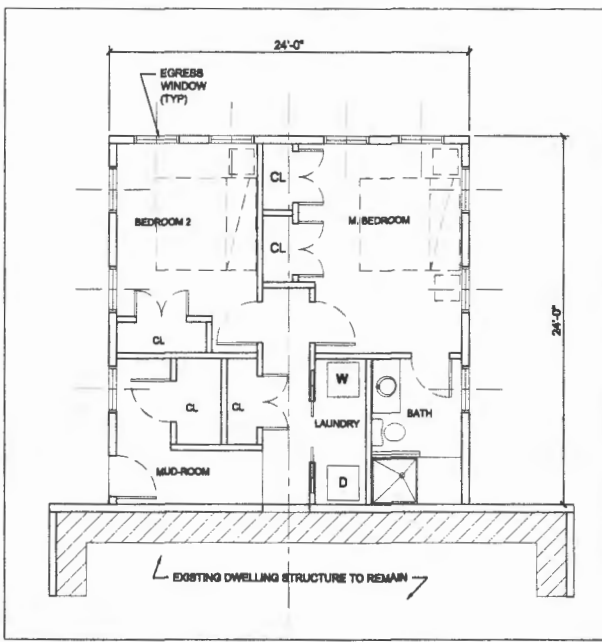 24'-0"
EGRESS
WINDOW
(TYP)
CL
BEDROOM 2
M. BEDROOM
CL
24'-0"
CL
W
CL
CL
LAUNDRY
BATH
MUD-ROOM
D
EXISTING DWELLING STRUCTURE TO REMAIN